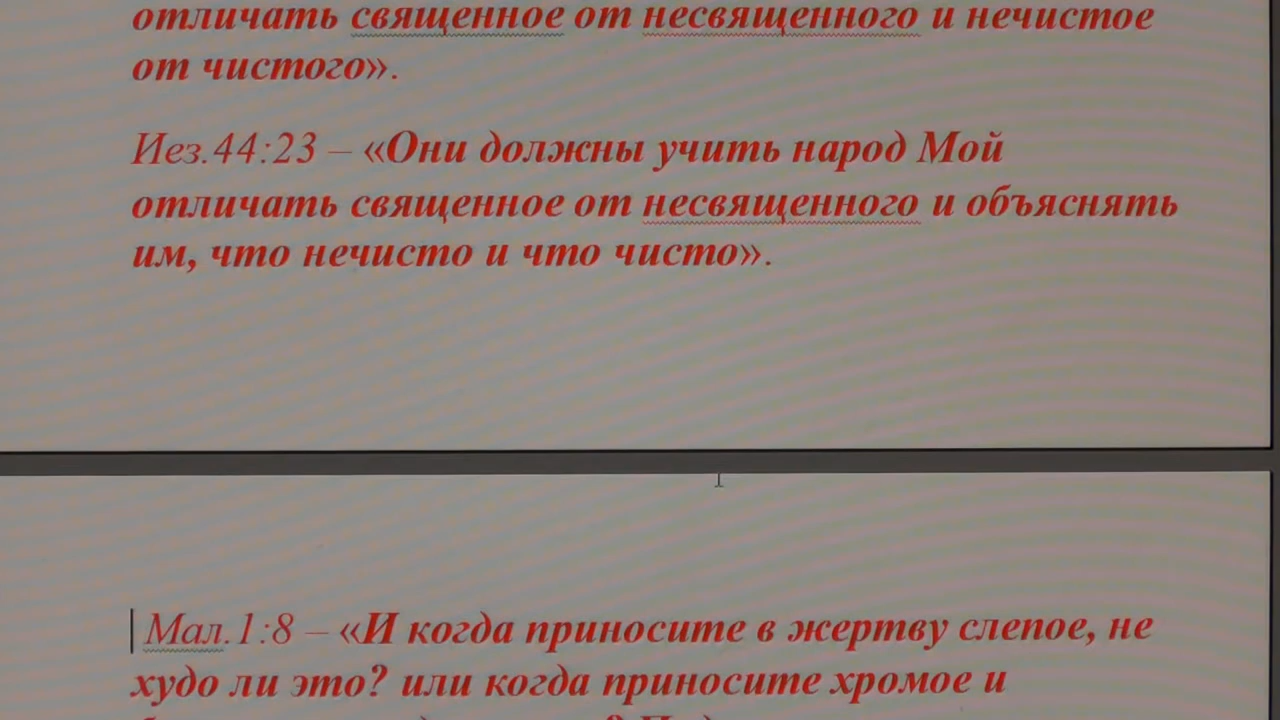 отличать священное от несвященного и нечистое
от чистого».
Иез.44:23 – «Они должны учить народ Мой
отличать священное от несвященного и объяснять
им, что нечисто и что чисто».
Мал.1:8 – «И когда приносите в жертву слепое, не
худо ли это? или когда приносите хромое и